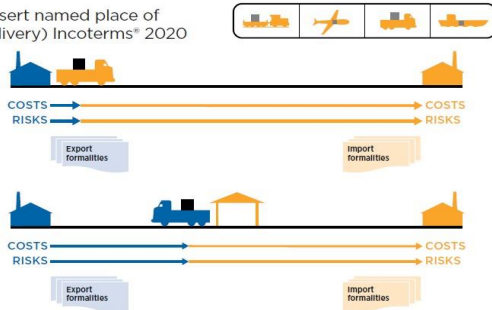 sert named place of
livery) Incoterms® 2020
COSTS COSTS
RISKS RISKS
Export
formalities
Import
formalities
COSTS COSTS
RISKS RISKS
Export
formalities
Import
formalities